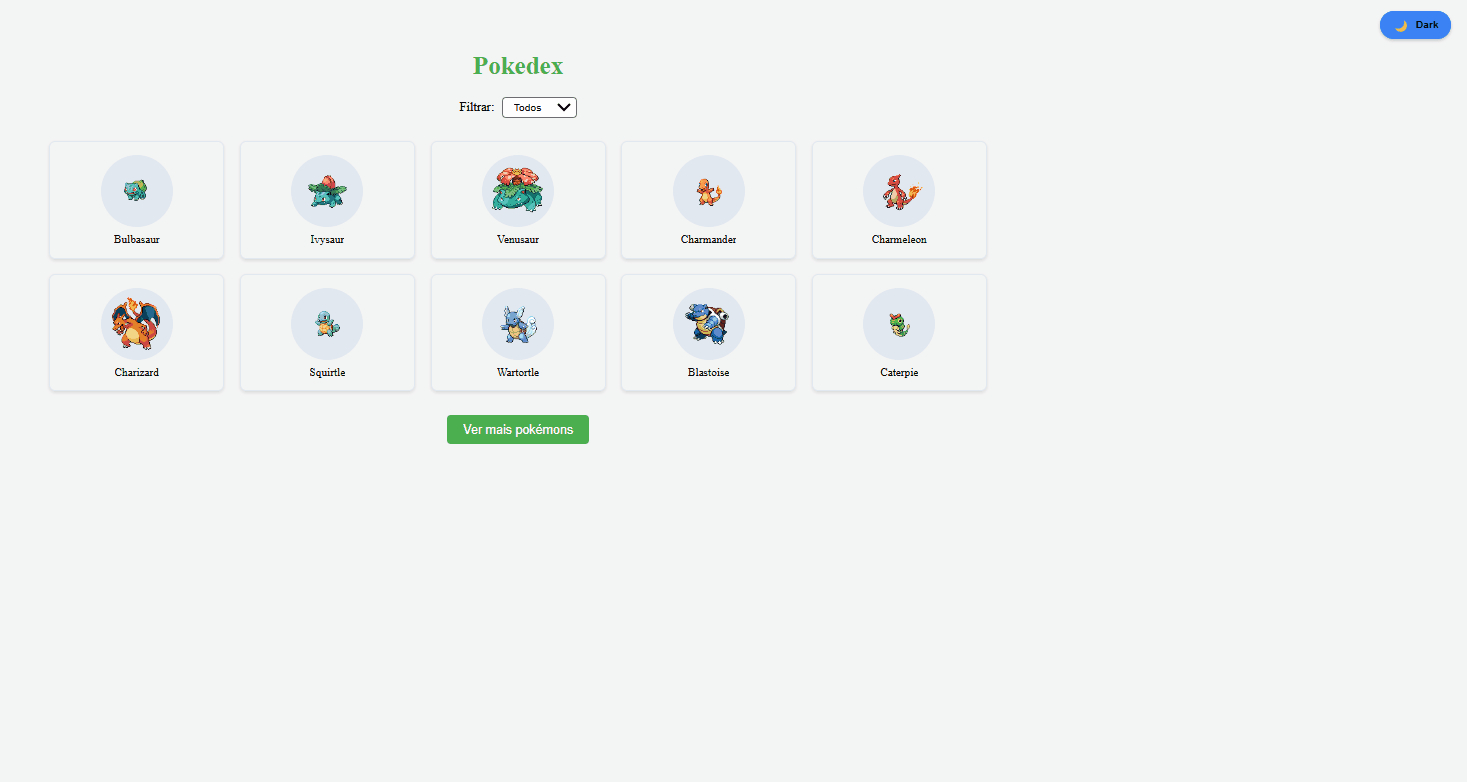 🌙 Dark
Pokedex
Filtrar: Todos
Bulbasaur Ivysaur Venusaur Charmander Charmeleon
Charizard Squirtle Wartortle Blastoise Caterpie
Ver mais pokémons